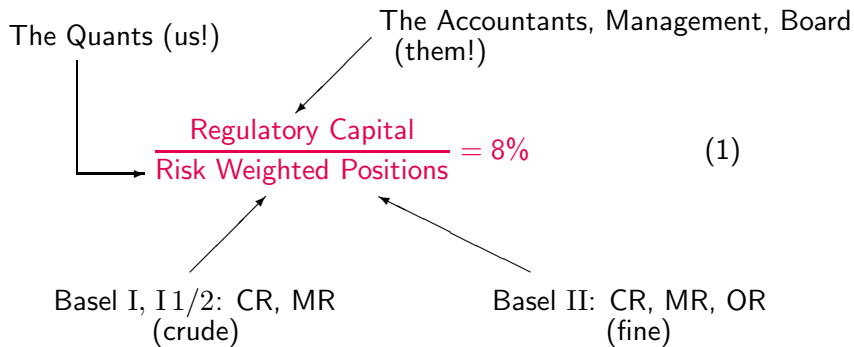 The Accountants, Management, Board
The Quants (us!)
(them!)
Regulatory Capital
Risk Weighted Positions
= 8%
(1)
Basel I, I 1/2: CR, MR
(crude)
Basel II: CR, MR, OR
(fine)